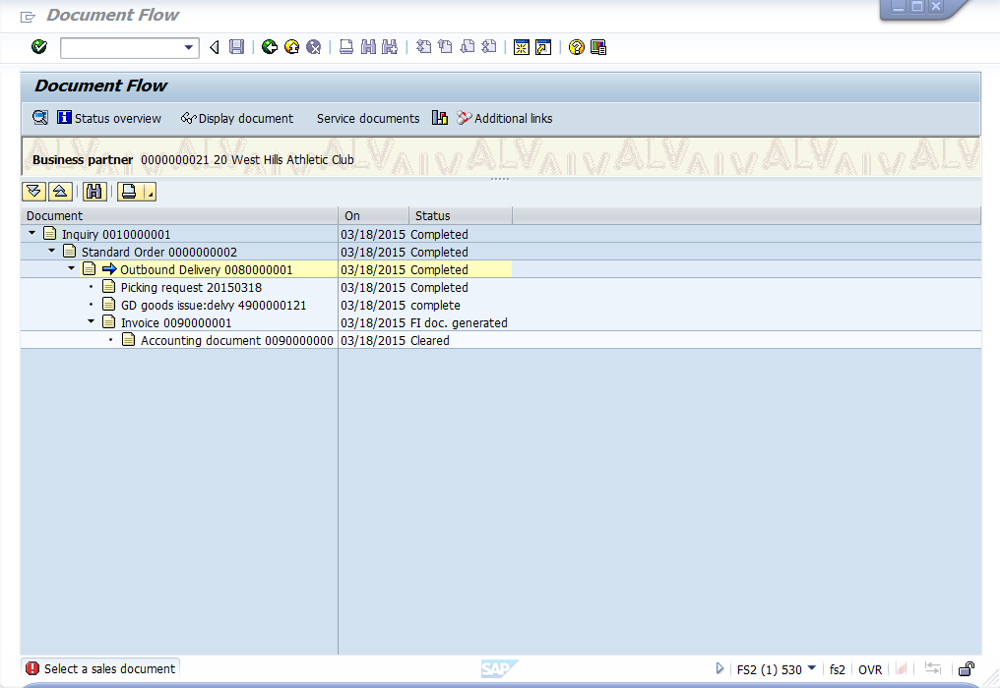 Document Flow
Document Flow
Status overview Display document Service documents Additional links
Business partner 0000000021 20 West Hills Athletic Club
Document On Status
Inquiry 0010000001 03/18/2015 Completed
Standard Order 0000000002 03/18/2015 Completed
Outbound Delivery 0080000001 03/18/2015 Completed
Picking request 20150318 03/18/2015 Completed
GD goods issue:delvy 4900000121 03/18/2015 complete
Invoice 0090000001 03/18/2015 FI doc. generated
Accounting document 0090000000 03/18/2015 Cleared
Select a sales document SAP FS2 (1) 530 fs2 OVR